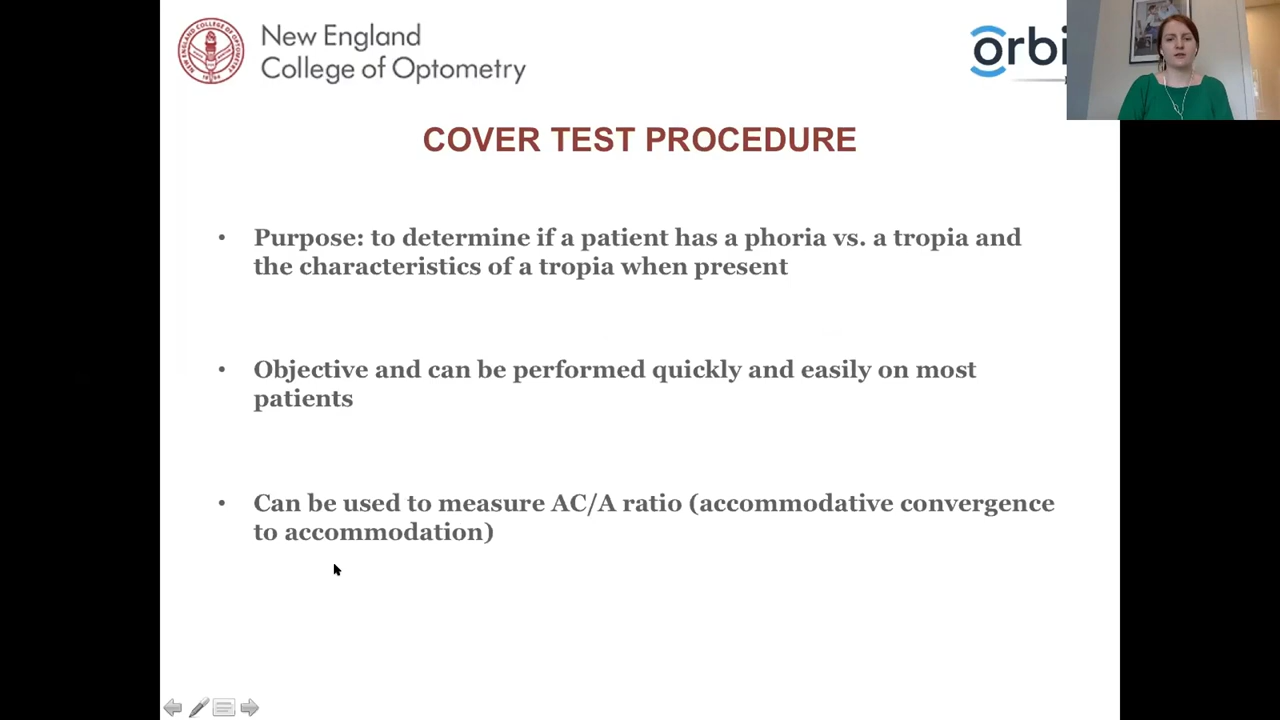 New England
College of Optometry
orbi
COVER TEST PROCEDURE
• Purpose: to determine if a patient has a phoria vs. a tropia and
the characteristics of a tropia when present
• Objective and can be performed quickly and easily on most
patients
• Can be used to measure AC/A ratio (accommodative convergence
to accommodation)